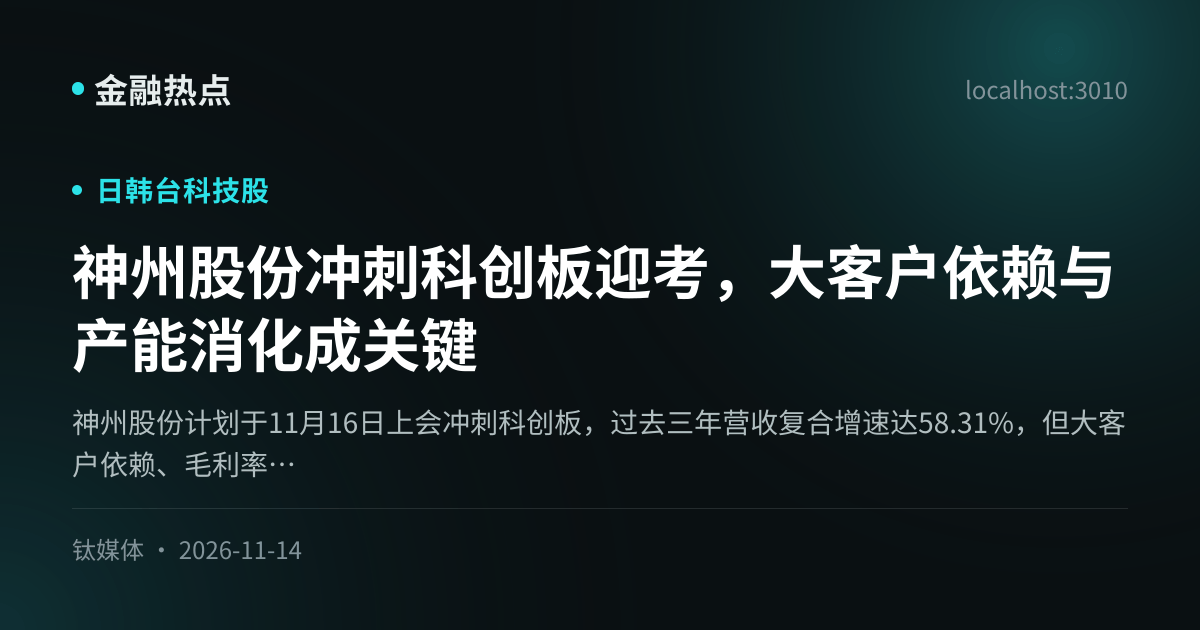 金融热点
localhost:3010
日韩台科技股
神州股份冲刺科创板迎考，大客户依赖与
产能消化成关键
神州股份计划于11月16日上会冲刺科创板，过去三年营收复合增速达58.31%，但大客
户依赖、毛利率…
钛媒体 • 2026-11-14